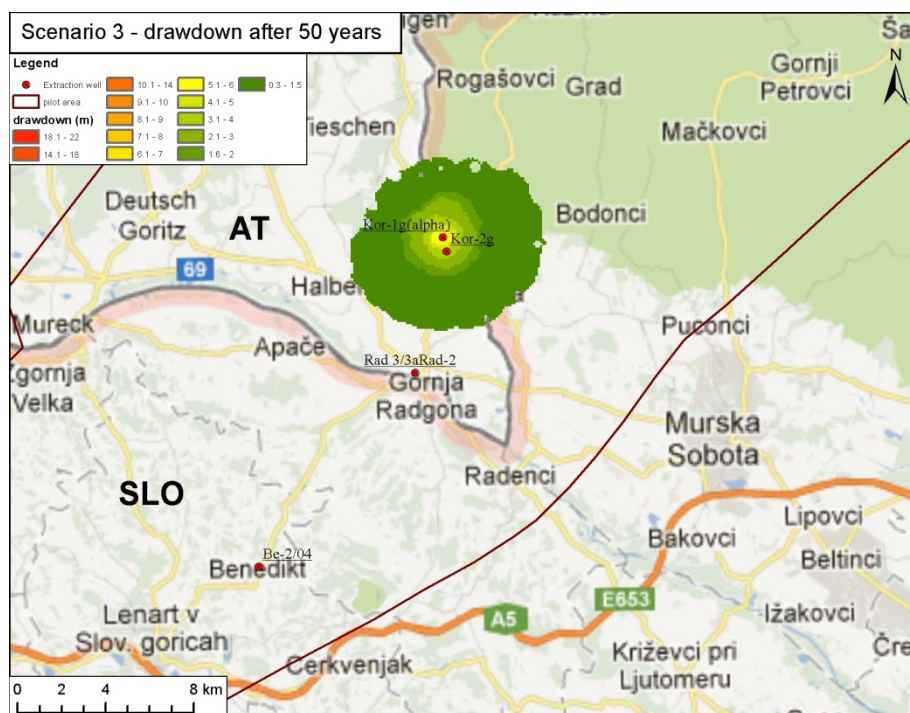 Scenario 3 - drawdown after 50 years
Legend
Extraction well
pilot area
drawdown (m)
18.1 - 22
14.1 - 18
10.1 - 14
9.1 - 10
8.1 - 9
7.1 - 8
6.1 - 7
5.1 - 6
4.1 - 5
3.1 - 4
2.1 - 3
1.6 - 2
0.3 - 1.5
N
Rogašovci
Grad
Gornji
Petrovci
Mačkovci
Tieschen
Deutsch
Goritz
AT
Kor-1g(alpha)
Kor-2g
Bodonci
69
Mureck
Apače
Puconci
Zgornja
Velka
Rad 3/3aRad-2
Gornja
Radgona
Murska
Sobota
Radenci
SLO
Lipovci
Bakovci
Beltinci
Be-2/04
Benedikt
E653
A5
Ižakovci
Lenart v
Slov. goricah
Cerkvenjak
Križevci pri
Ljutomeru
0 2 4 8 km